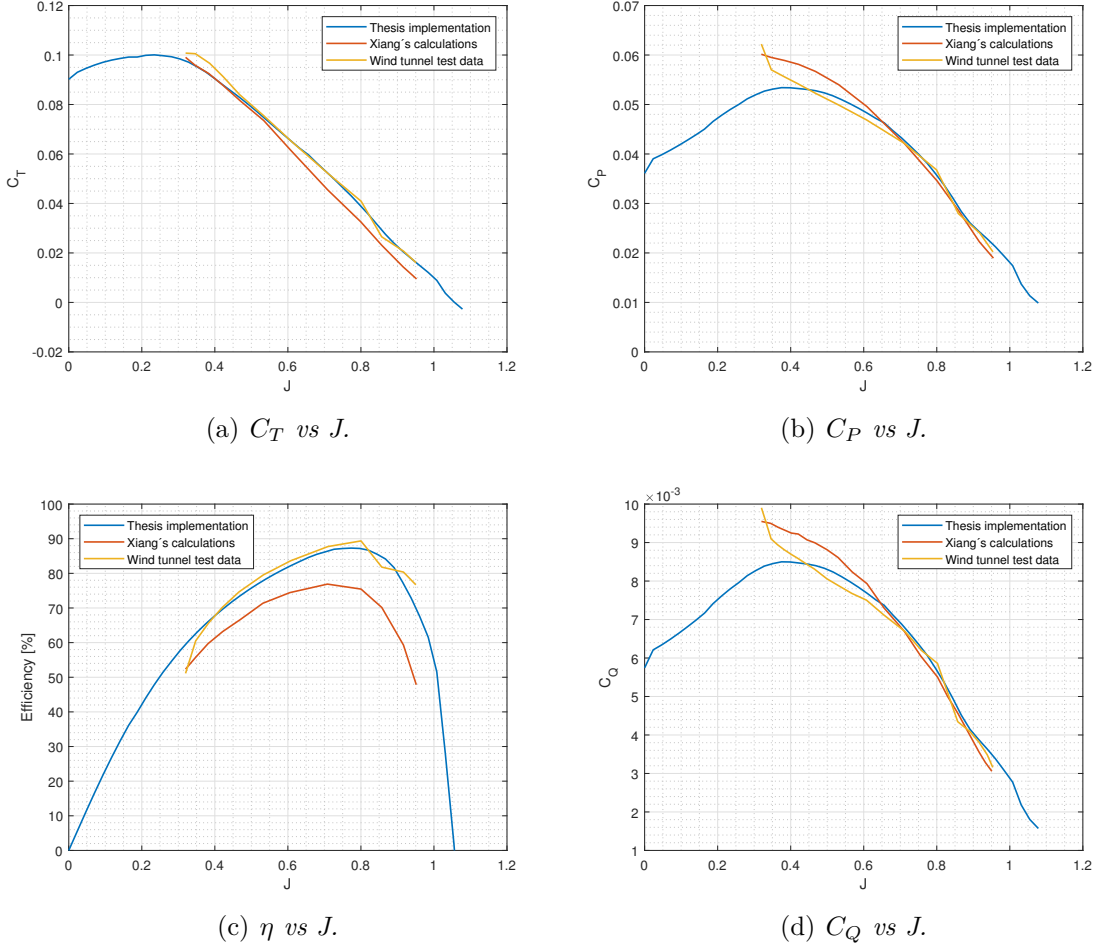 Thesis implementation
Xiang´s calculations
Wind tunnel test data
0.12
0.1
0.08
0.06
0.04
0.02
0
-0.02
C_T
0 0.2 0.4 0.6 0.8 1 1.2
J
(a) C_T vs J.
Thesis implementation
Xiang´s calculations
Wind tunnel test data
0.07
0.06
0.05
0.04
0.03
0.02
0.01
0
C_P
0 0.2 0.4 0.6 0.8 1 1.2
J
(b) C_P vs J.
Thesis implementation
Xiang´s calculations
Wind tunnel test data
100
90
80
70
60
50
40
30
20
10
0
Efficiency [%]
0 0.2 0.4 0.6 0.8 1 1.2
J
(c) η vs J.
×10⁻³
Thesis implementation
Xiang´s calculations
Wind tunnel test data
10
9
8
7
6
5
4
3
2
1
C_Q
0 0.2 0.4 0.6 0.8 1 1.2
J
(d) C_Q vs J.